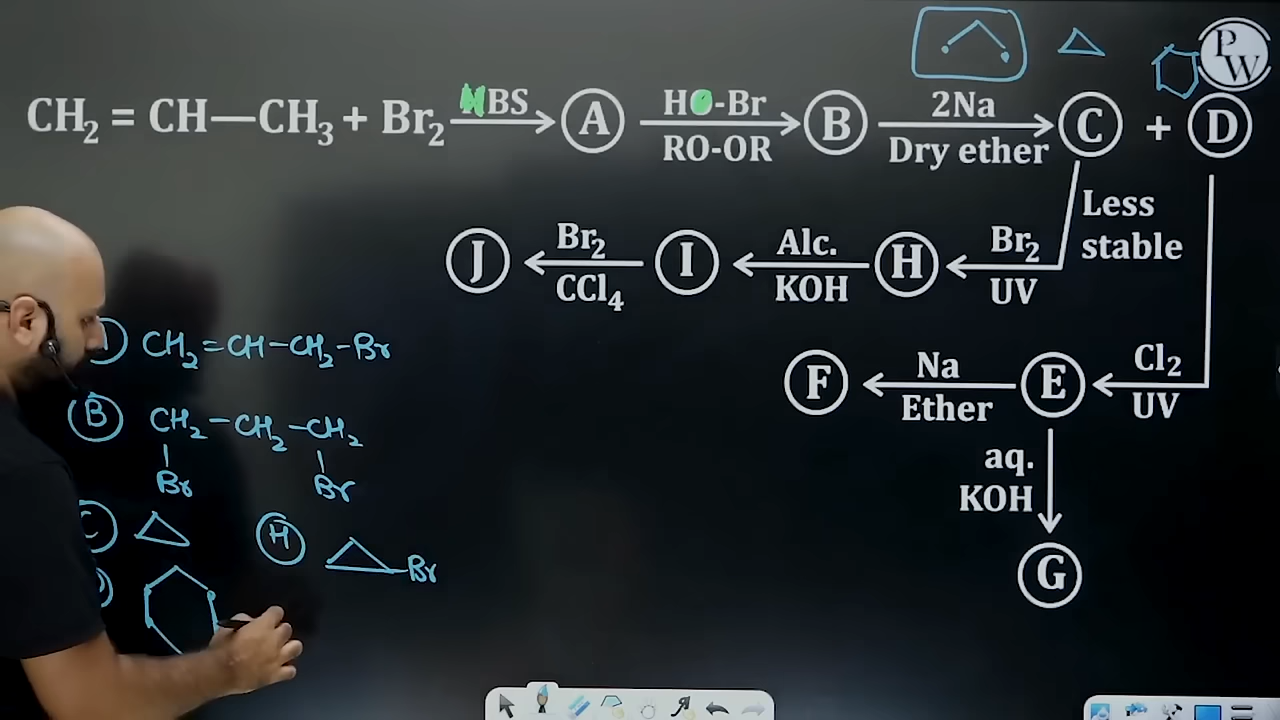 CH₂ = CH—CH₃ + Br₂ NBS A HO-Br RO-OR B 2Na Dry ether C + D
PW
Less stable
J Br₂ CCl₄ I Alc. KOH H Br₂ UV
F Na Ether E Cl₂ UV
aq. KOH
G
CH₂=CH-CH₂-Br
B CH₂-CH₂-CH₂
Br Br
C H Br